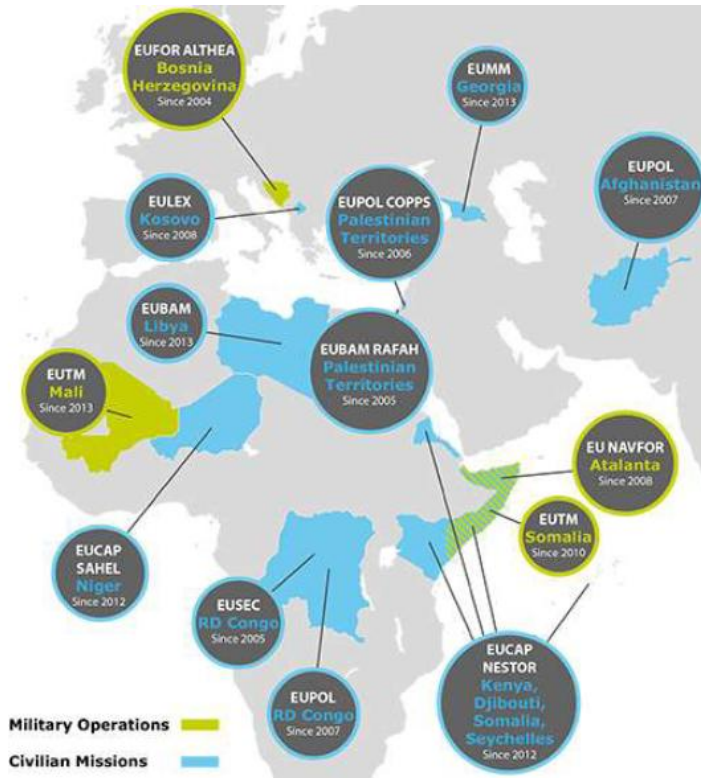 EUFOR ALTHEA
Bosnia
Herzegovina
Since 2004
EUMM
Georgia
Since 2013
EUPOL
Afghanistan
Since 2007
EULEX
Kosovo
Since 2008
EUPOL COPPS
Palestinian
Territories
Since 2006
EUBAM
Libya
Since 2013
EUBAM RAFAH
Palestinian
Territories
Since 2005
EUTM
Mali
Since 2013
EU NAVFOR
Atalanta
Since 2008
EUTM
Somalia
Since 2010
EUCAP
SAHEL
Niger
Since 2012
EUSEC
RD Congo
Since 2005
EUPOL
RD Congo
Since 2007
EUCAP
NESTOR
Kenya,
Djibouti,
Somalia,
Seychelles
Since 2012
Military Operations
Civilian Missions